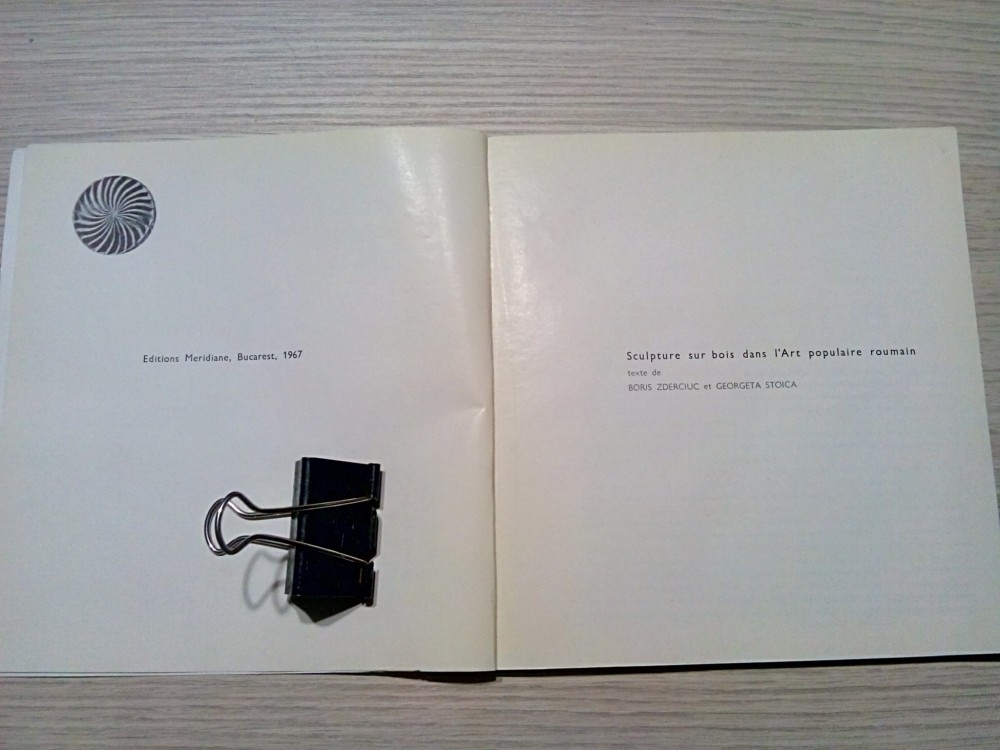 Editions Meridiane, Bucarest, 1967
Sculpture sur bois dans l'Art populaire roumain
texte de
BORIS ZDERCIUC et GEORGETA STOICA